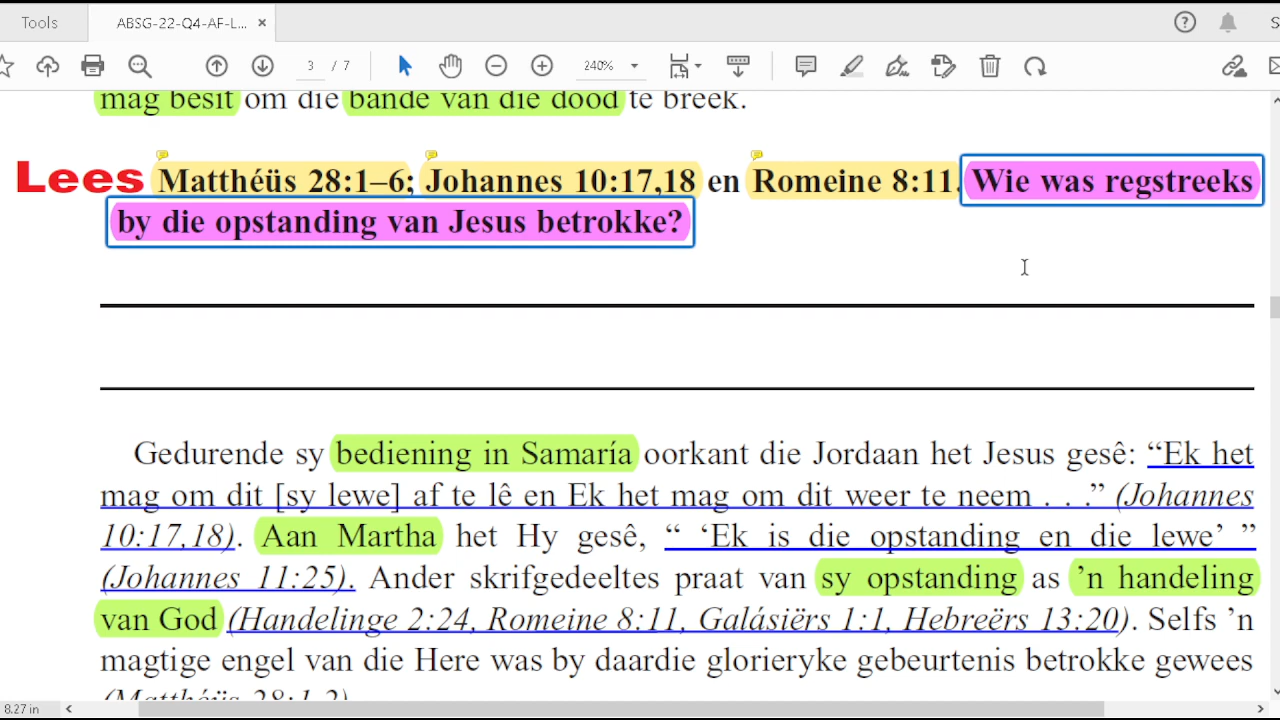 Tools ABSG-22-Q4-AF-L... × ? S
3 / 7 240%
mag besit om die bande van die dood te breek.
Lees Matthéüs 28:1–6; Johannes 10:17,18 en Romeine 8:11. Wie was regstreeks
by die opstanding van Jesus betrokke?
Gedurende sy bediening in Samaría oorkant die Jordaan het Jesus gesê: “Ek het
mag om dit [sy lewe] af te lê en Ek het mag om dit weer te neem . . .” (Johannes
10:17,18). Aan Martha het Hy gesê, “ ‘Ek is die opstanding en die lewe’ ”
(Johannes 11:25). Ander skrifgedeeltes praat van sy opstanding as ’n handeling
van God (Handelinge 2:24, Romeine 8:11, Galásiërs 1:1, Hebreërs 13:20). Selfs ’n
magtige engel van die Here was by daardie glorieryke gebeurtenis betrokke gewees
(Matthéüs 28:1,2).
8.27 in